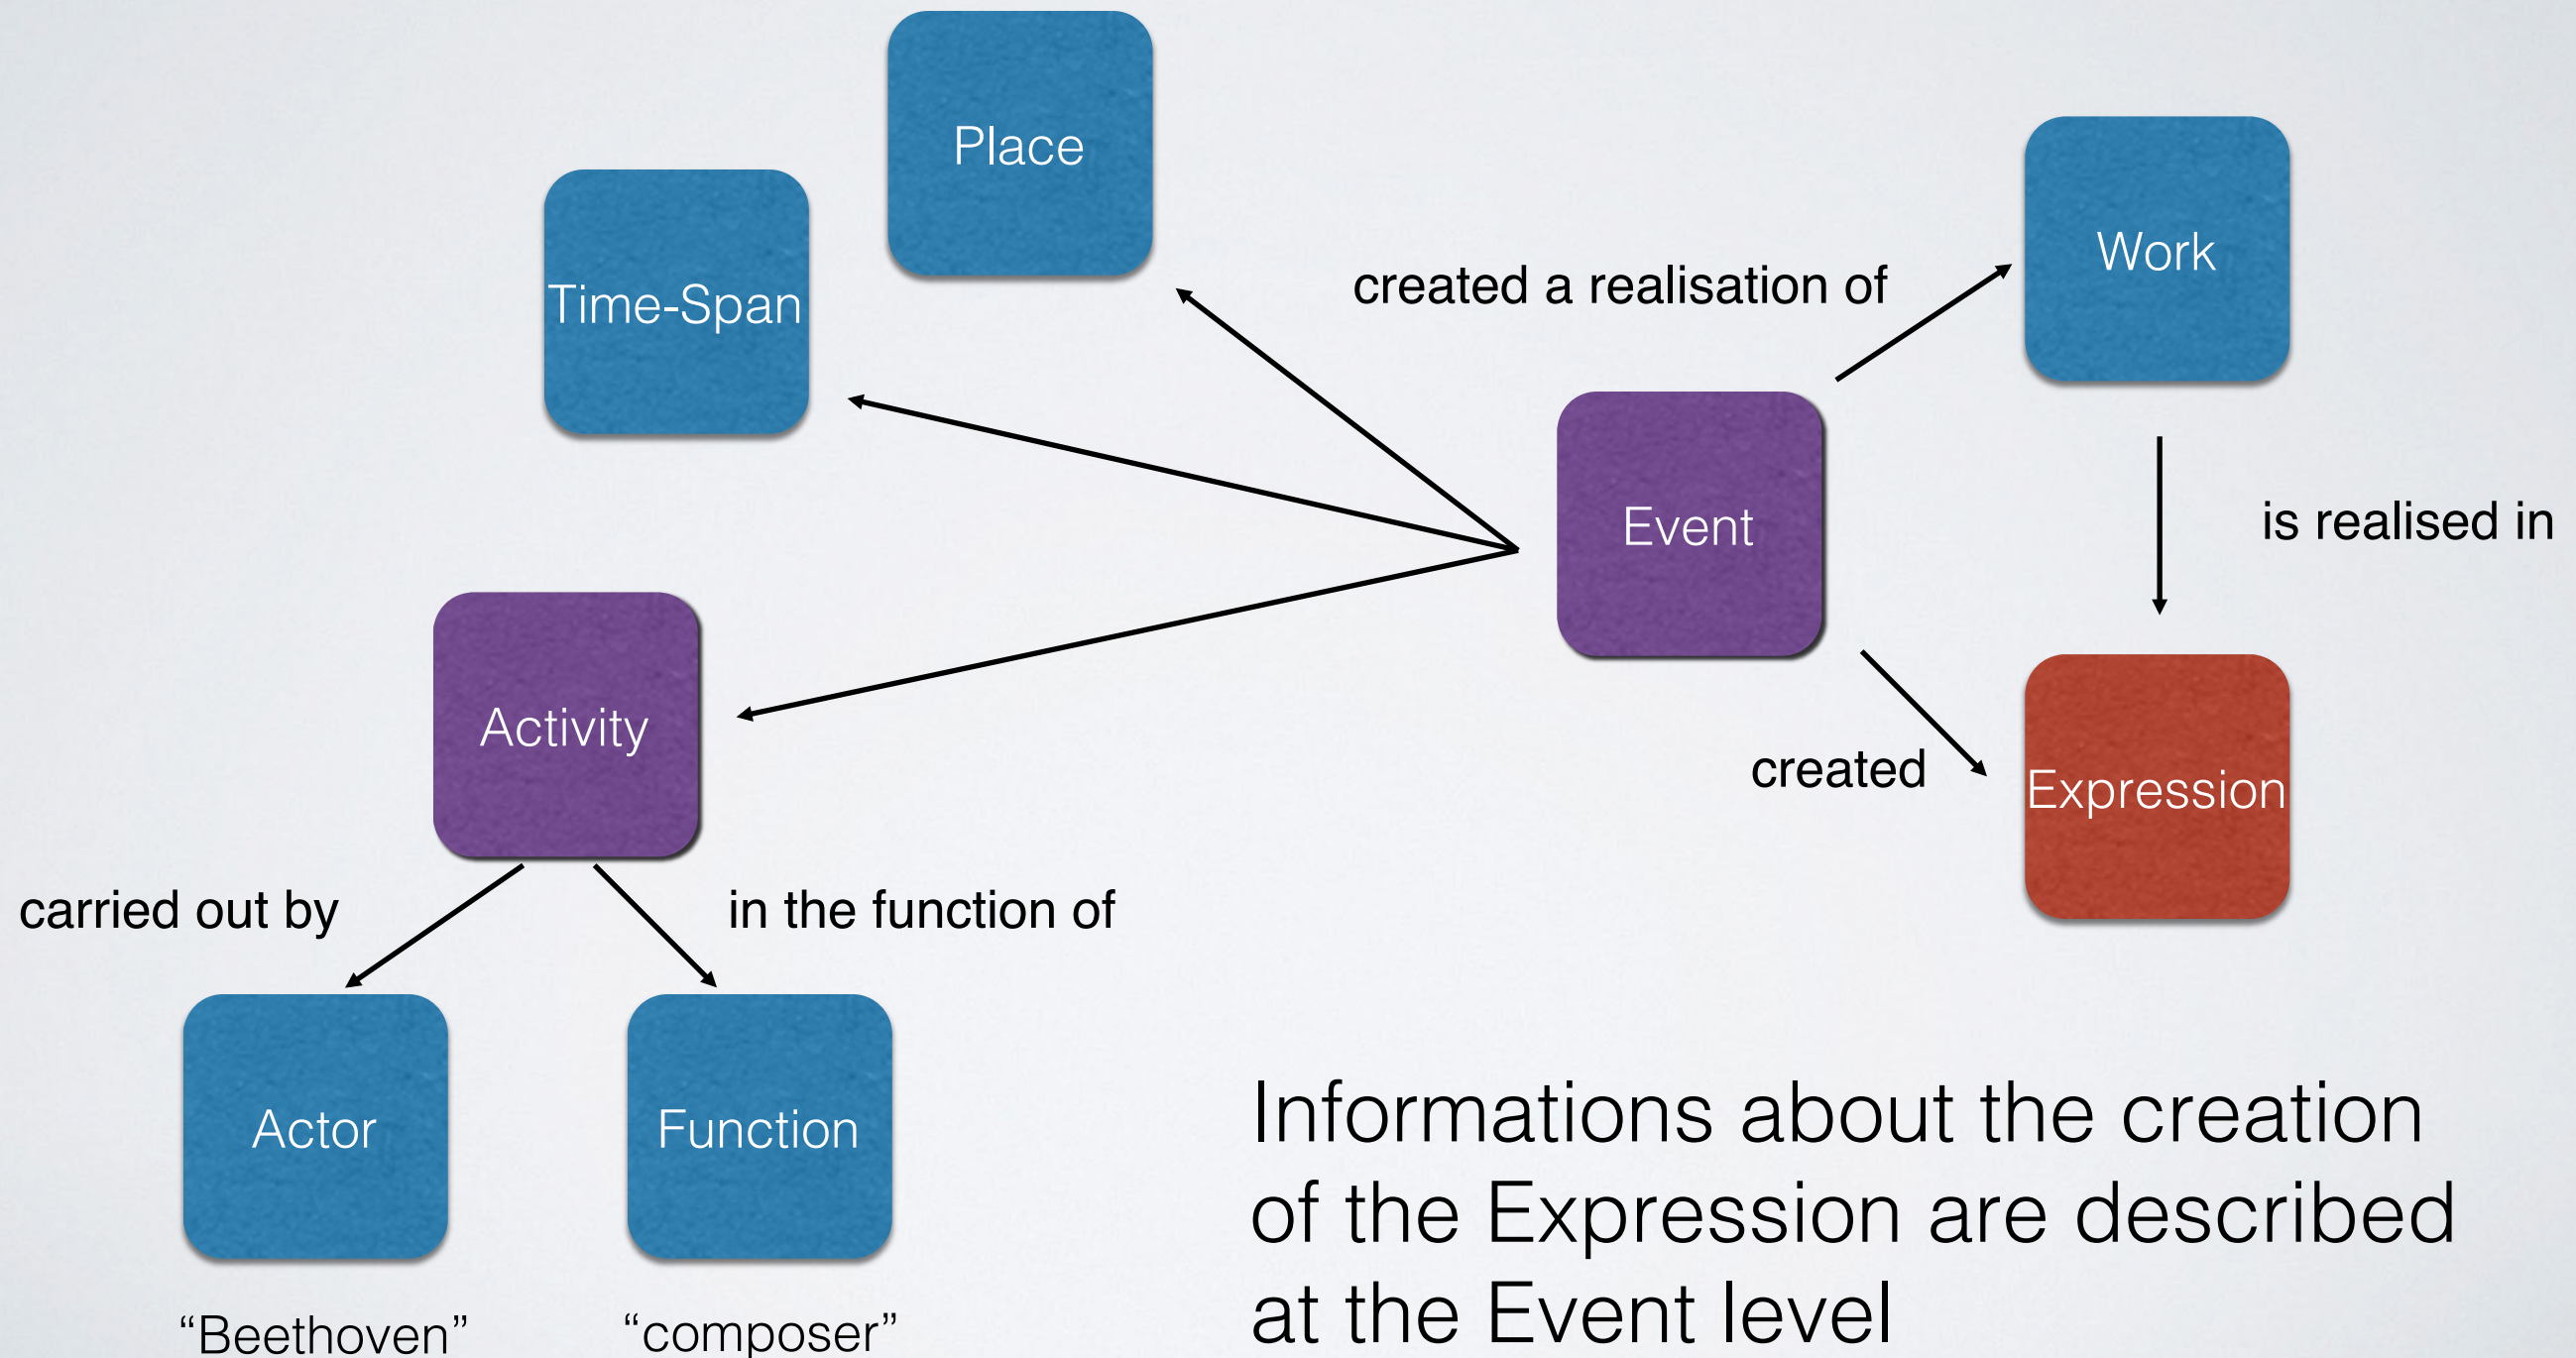 Place
Time-Span
Work
created a realisation of
Event
is realised in
Activity
created
Expression
carried out by
in the function of
Actor
Function
“Beethoven”
“composer”
Informations about the creation
of the Expression are described
at the Event level